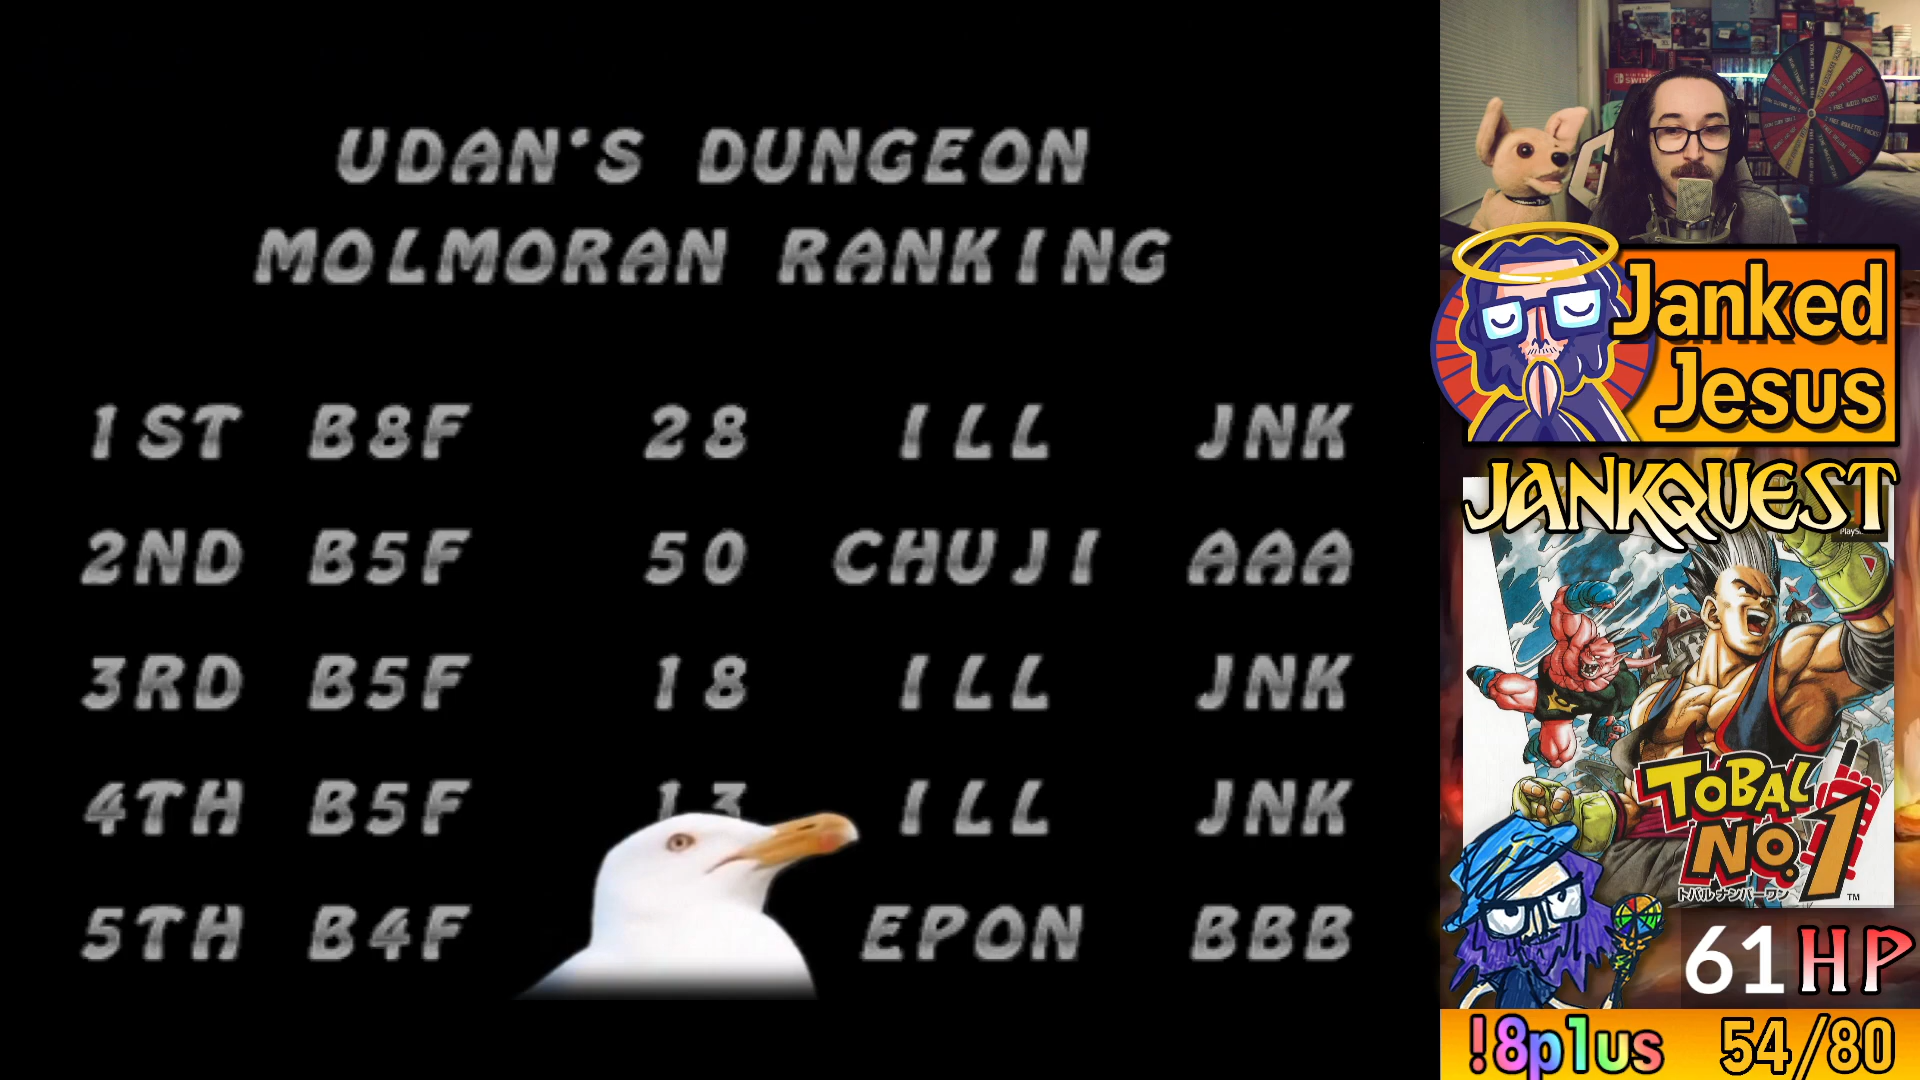 UDAN'S DUNGEON
MOLMORAN RANKING
1ST B8F 28 ILL JNK
2ND B5F 50 CHUJI AAA
3RD B5F 18 ILL JNK
4TH B5F 13 ILL JNK
5TH B4F EPON BBB
Janked
Jesus
JANKQUEST
TOBAL
NO.1
トバル ナンバーワン
TM
61 HP
!8plus 54/80